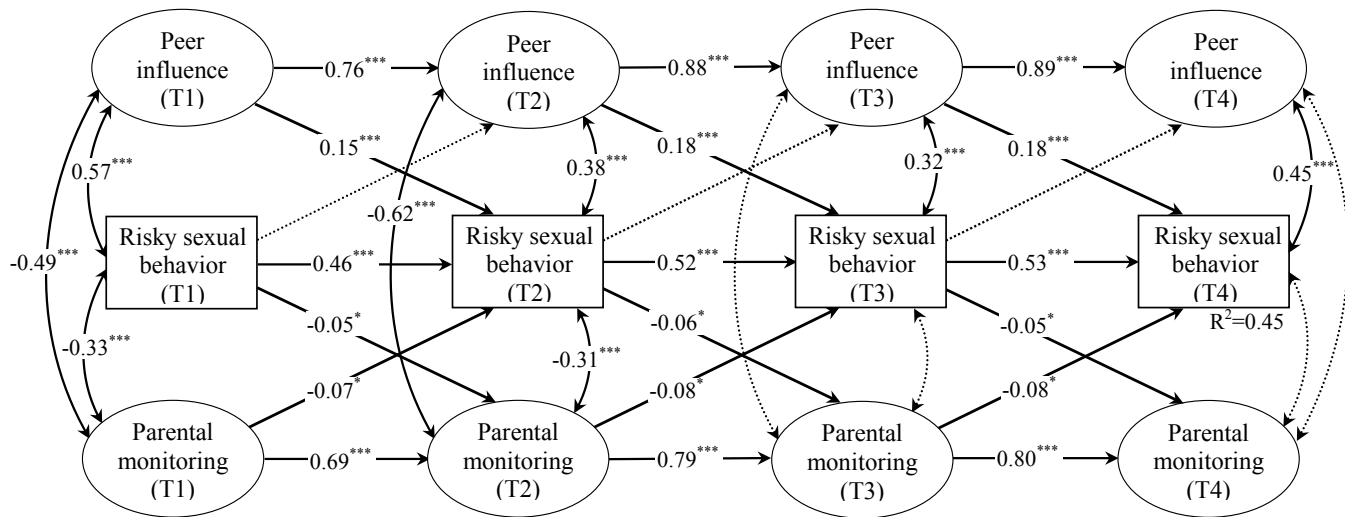 Peer
influence
(T1)
0.76***
Peer
influence
(T2)
0.88***
Peer
influence
(T3)
0.89***
Peer
influence
(T4)
0.15***
0.18***
0.18***
0.57***
0.38***
0.32***
0.45***
-0.49***
-0.62***
Risky sexual
behavior
(T1)
0.46***
Risky sexual
behavior
(T2)
0.52***
Risky sexual
behavior
(T3)
0.53***
Risky sexual
behavior
(T4)
R²=0.45
-0.33***
-0.05*
-0.31***
-0.06*
-0.05*
-0.07*
-0.08*
-0.08*
Parental
monitoring
(T1)
0.69***
Parental
monitoring
(T2)
0.79***
Parental
monitoring
(T3)
0.80***
Parental
monitoring
(T4)